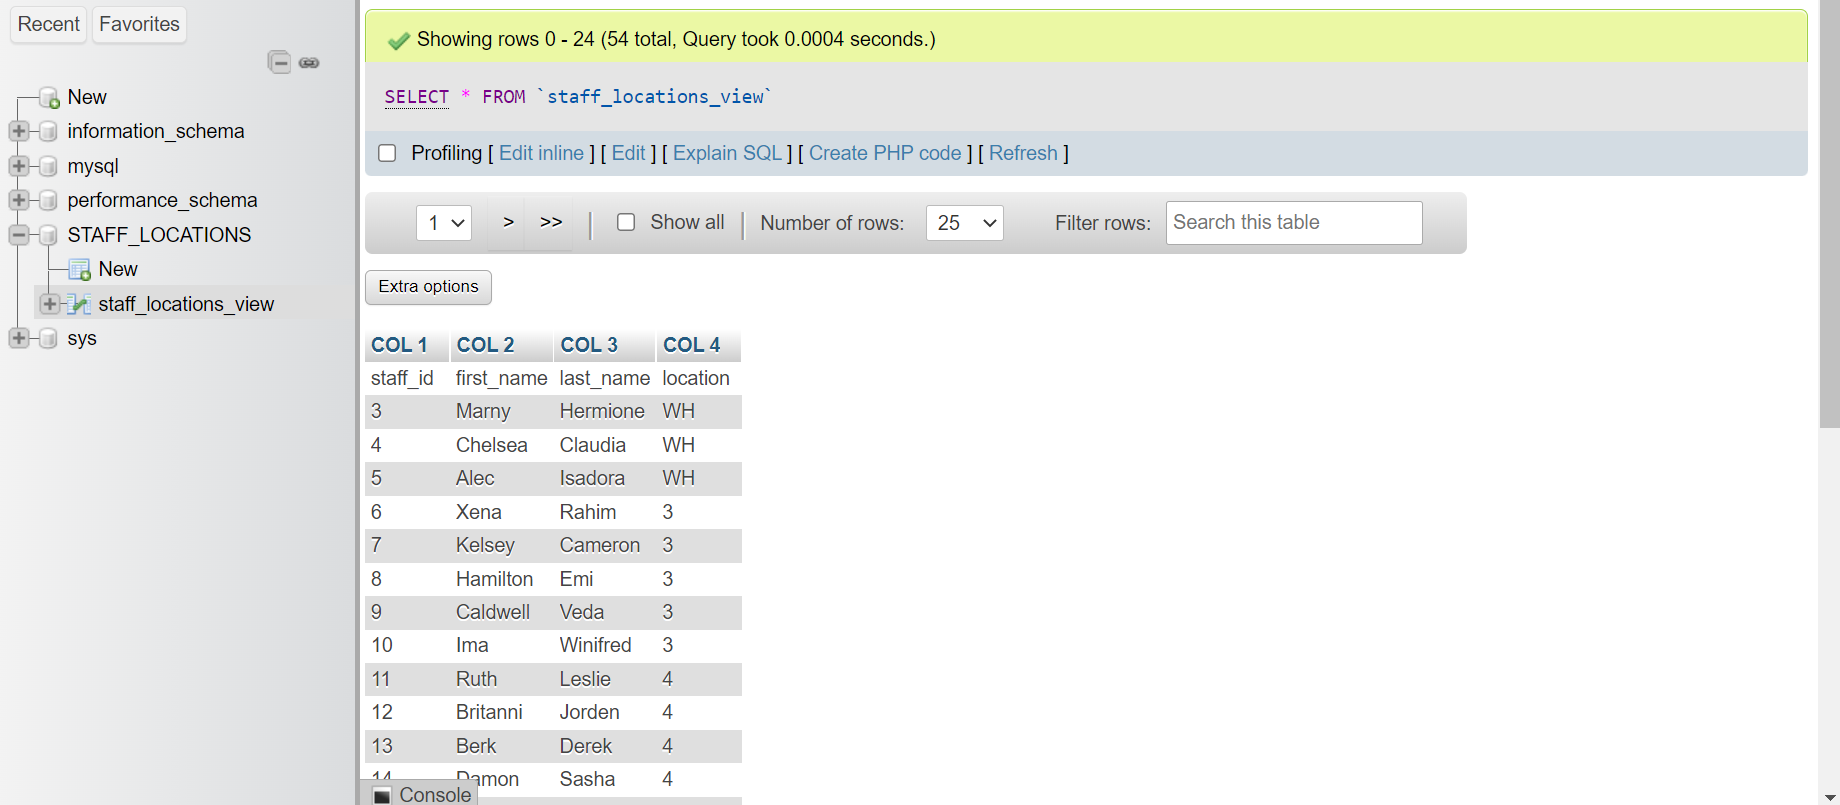 Recent Favorites
New
information_schema
mysql
performance_schema
STAFF_LOCATIONS
New
staff_locations_view
sys
Showing rows 0 - 24 (54 total, Query took 0.0004 seconds.)
SELECT * FROM `staff_locations_view`
Profiling [ Edit inline ] [ Edit ] [ Explain SQL ] [ Create PHP code ] [ Refresh ]
1 > >> | Show all | Number of rows: 25 Filter rows: Search this table
Extra options
COL 1 COL 2 COL 3 COL 4
staff_id first_name last_name location
3 Marny Hermione WH
4 Chelsea Claudia WH
5 Alec Isadora WH
6 Xena Rahim 3
7 Kelsey Cameron 3
8 Hamilton Emi 3
9 Caldwell Veda 3
10 Ima Winifred 3
11 Ruth Leslie 4
12 Britanni Jorden 4
13 Berk Derek 4
14 Damon Sasha 4
Console